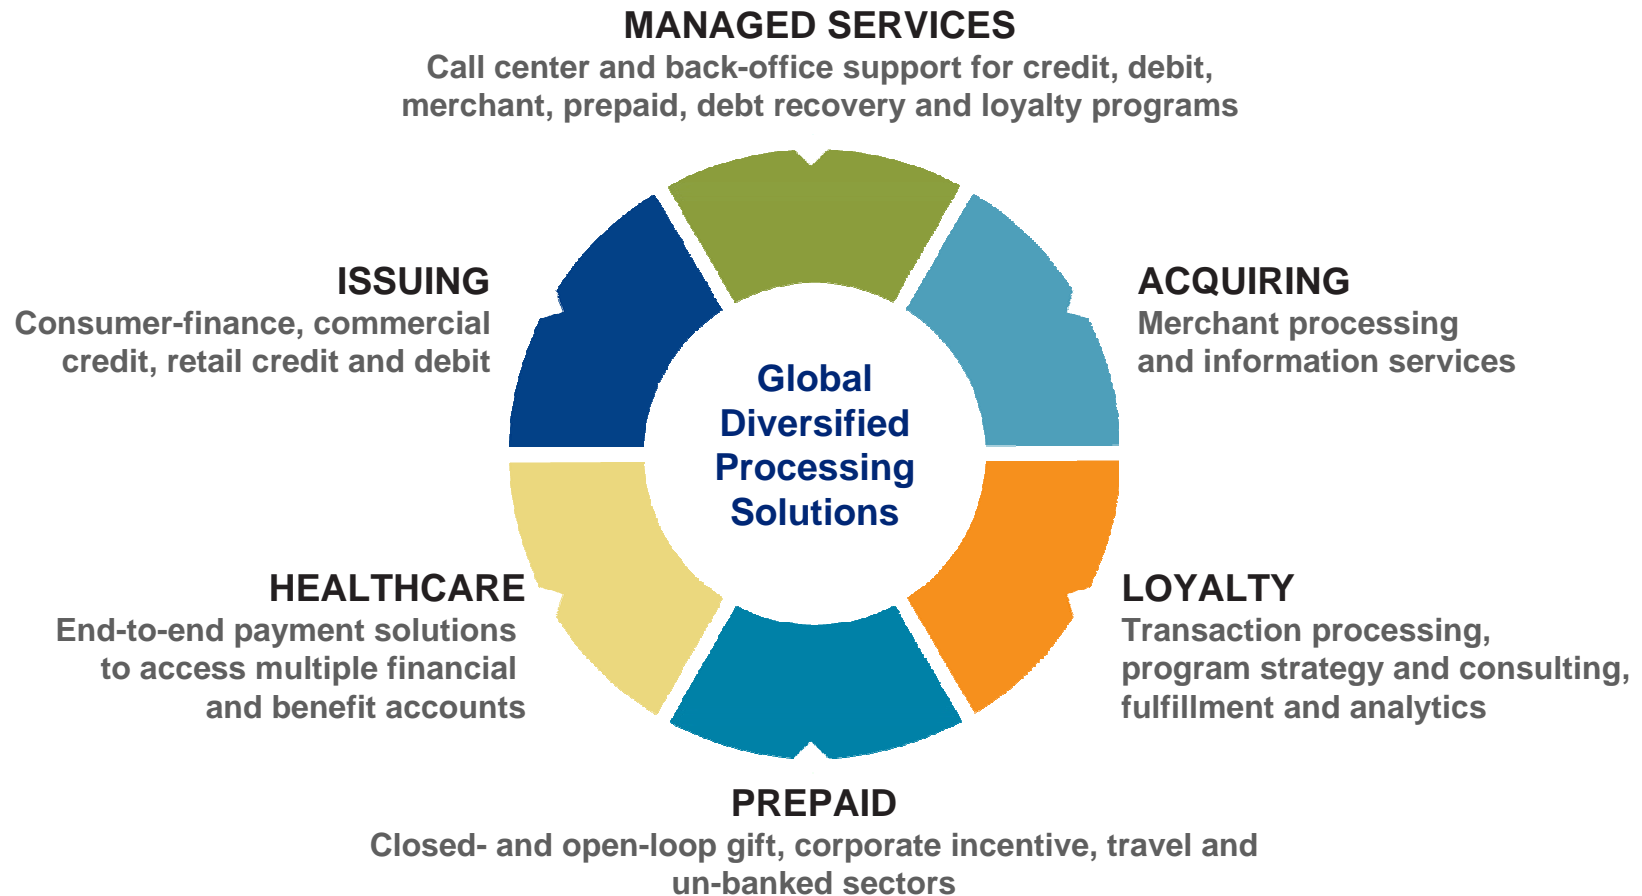 MANAGED SERVICES
Call center and back-office support for credit, debit,
merchant, prepaid, debt recovery and loyalty programs
ISSUING
Consumer-finance, commercial
credit, retail credit and debit
ACQUIRING
Merchant processing
and information services
Global
Diversified
Processing
Solutions
HEALTHCARE
End-to-end payment solutions
to access multiple financial
and benefit accounts
LOYALTY
Transaction processing,
program strategy and consulting,
fulfillment and analytics
PREPAID
Closed- and open-loop gift, corporate incentive, travel and
un-banked sectors